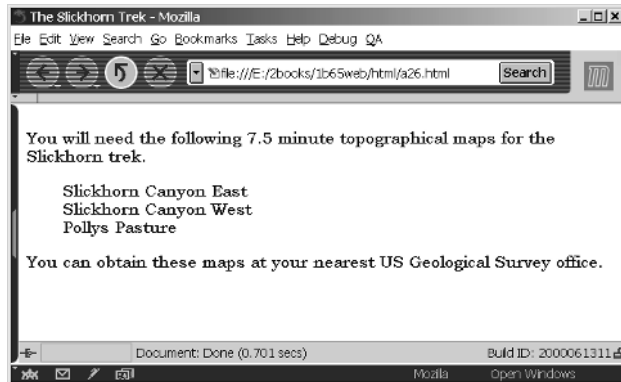 The Slickhorn Trek - Mozilla
File Edit View Search Go Bookmarks Tasks Help Debug QA
file:///E:/2books/1b65web/html/a26.html Search
You will need the following 7.5 minute topographical maps for the
Slickhorn trek.
Slickhorn Canyon East
Slickhorn Canyon West
Pollys Pasture
You can obtain these maps at your nearest US Geological Survey office.
Document: Done (0.701 secs) Build ID: 2000061311
Mozilla Open Windows